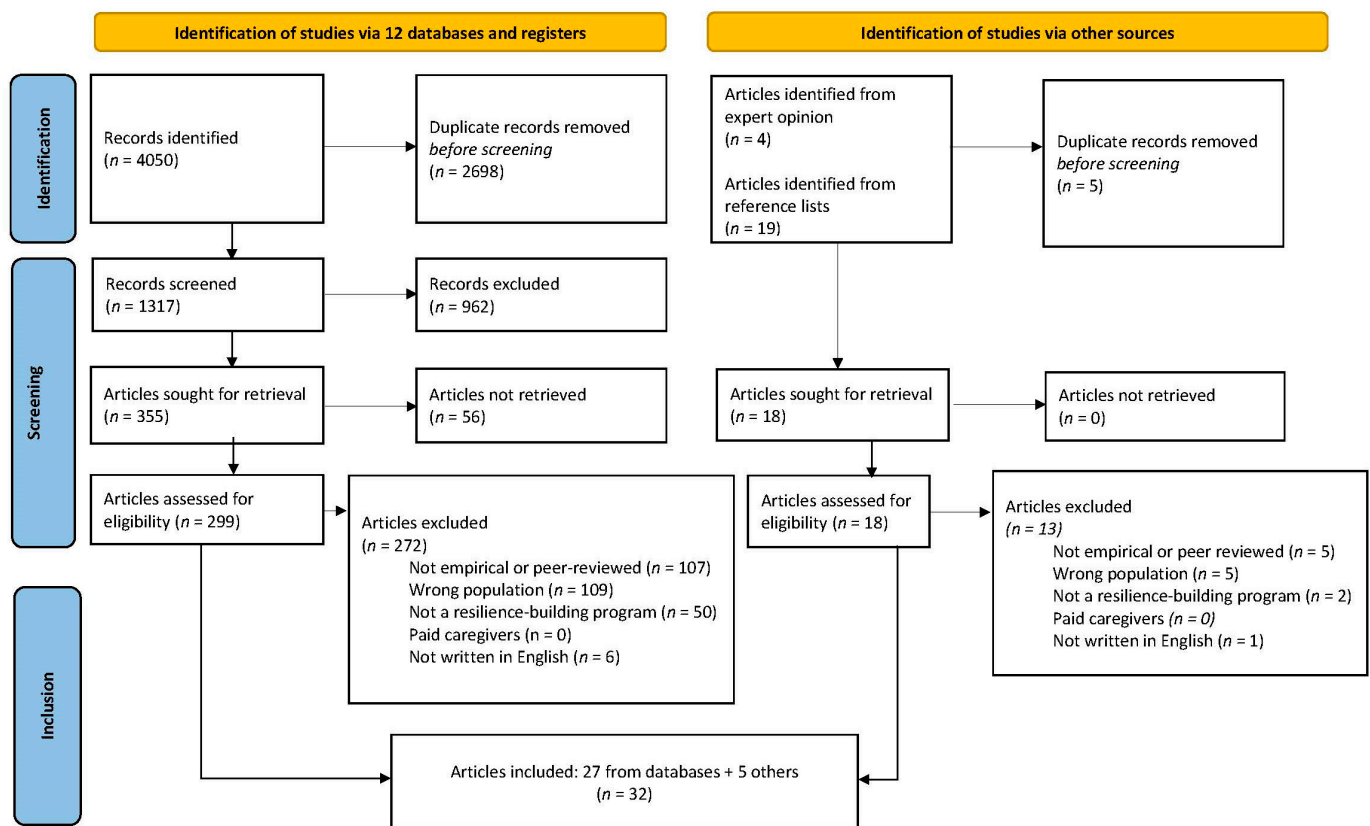 Identification of studies via 12 databases and registers
Identification of studies via other sources
Identification
Records identified
(n = 4050)
Duplicate records removed
before screening
(n = 2698)
Articles identified from
expert opinion
(n = 4)
Articles identified from
reference lists
(n = 19)
Duplicate records removed
before screening
(n = 5)
Screening
Records screened
(n = 1317)
Records excluded
(n = 962)
Articles sought for retrieval
(n = 355)
Articles not retrieved
(n = 56)
Articles sought for retrieval
(n = 18)
Articles not retrieved
(n = 0)
Articles assessed for
eligibility (n = 299)
Articles excluded
(n = 272)
Not empirical or peer-reviewed (n = 107)
Wrong population (n = 109)
Not a resilience-building program (n = 50)
Paid caregivers (n = 0)
Not written in English (n = 6)
Articles assessed for
eligibility (n = 18)
Articles excluded
(n = 13)
Not empirical or peer reviewed (n = 5)
Wrong population (n = 5)
Not a resilience-building program (n = 2)
Paid caregivers (n = 0)
Not written in English (n = 1)
Inclusion
Articles included: 27 from databases + 5 others
(n = 32)